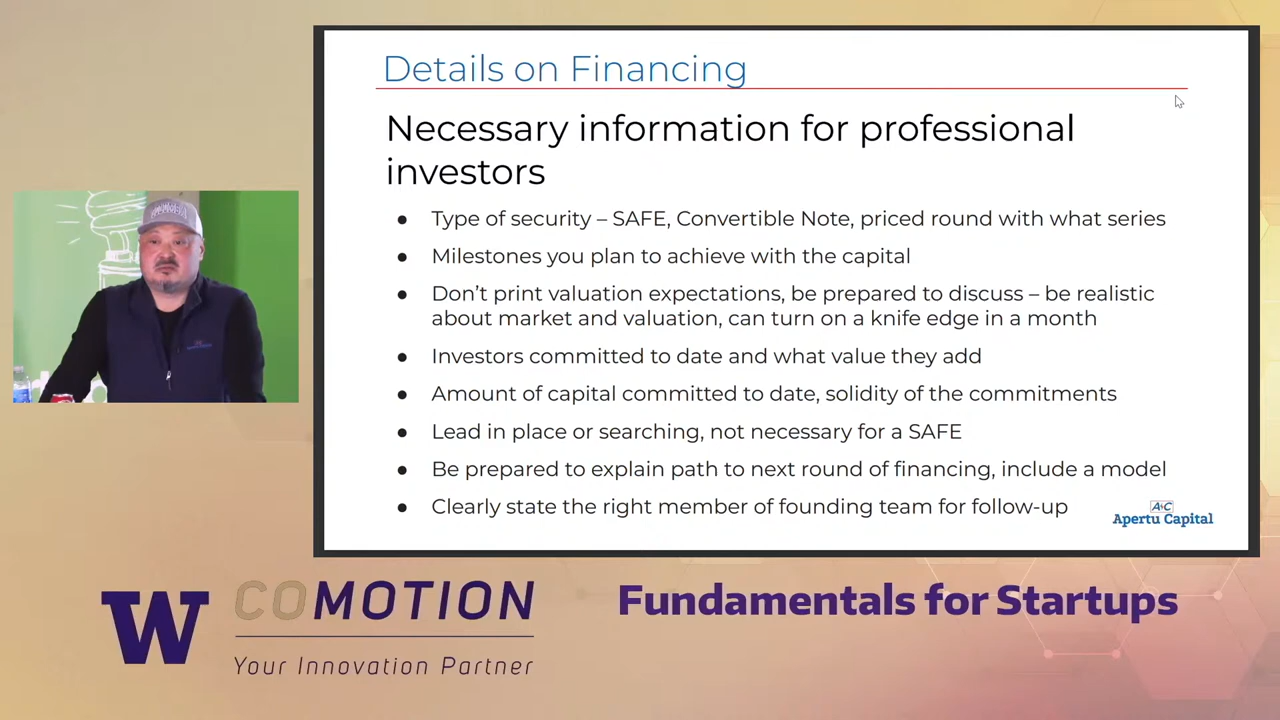 Details on Financing
Necessary information for professional
investors
● Type of security – SAFE, Convertible Note, priced round with what series
● Milestones you plan to achieve with the capital
● Don’t print valuation expectations, be prepared to discuss – be realistic
about market and valuation, can turn on a knife edge in a month
● Investors committed to date and what value they add
● Amount of capital committed to date, solidity of the commitments
● Lead in place or searching, not necessary for a SAFE
● Be prepared to explain path to next round of financing, include a model
● Clearly state the right member of founding team for follow-up
A+C
Apertu Capital
W
COMOTION
Your Innovation Partner
Fundamentals for Startups